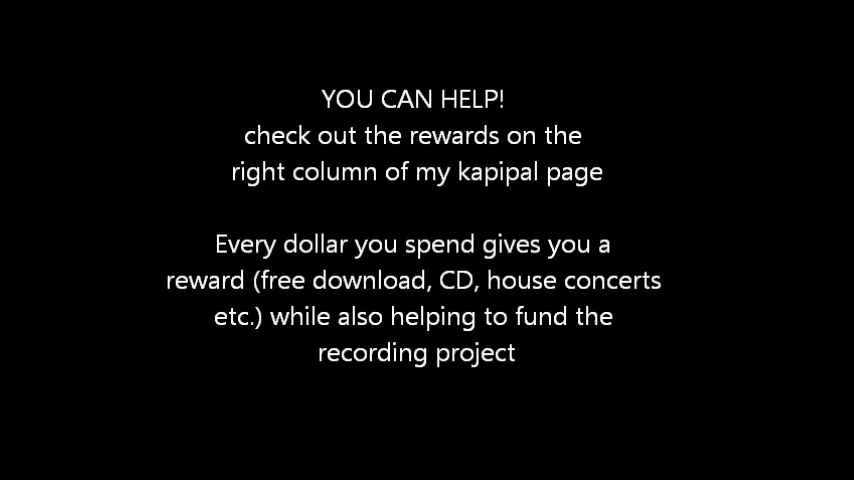 YOU CAN HELP!
check out the rewards on the
right column of my kapipal page
Every dollar you spend gives you a
reward (free download, CD, house concerts
etc.) while also helping to fund the
recording project